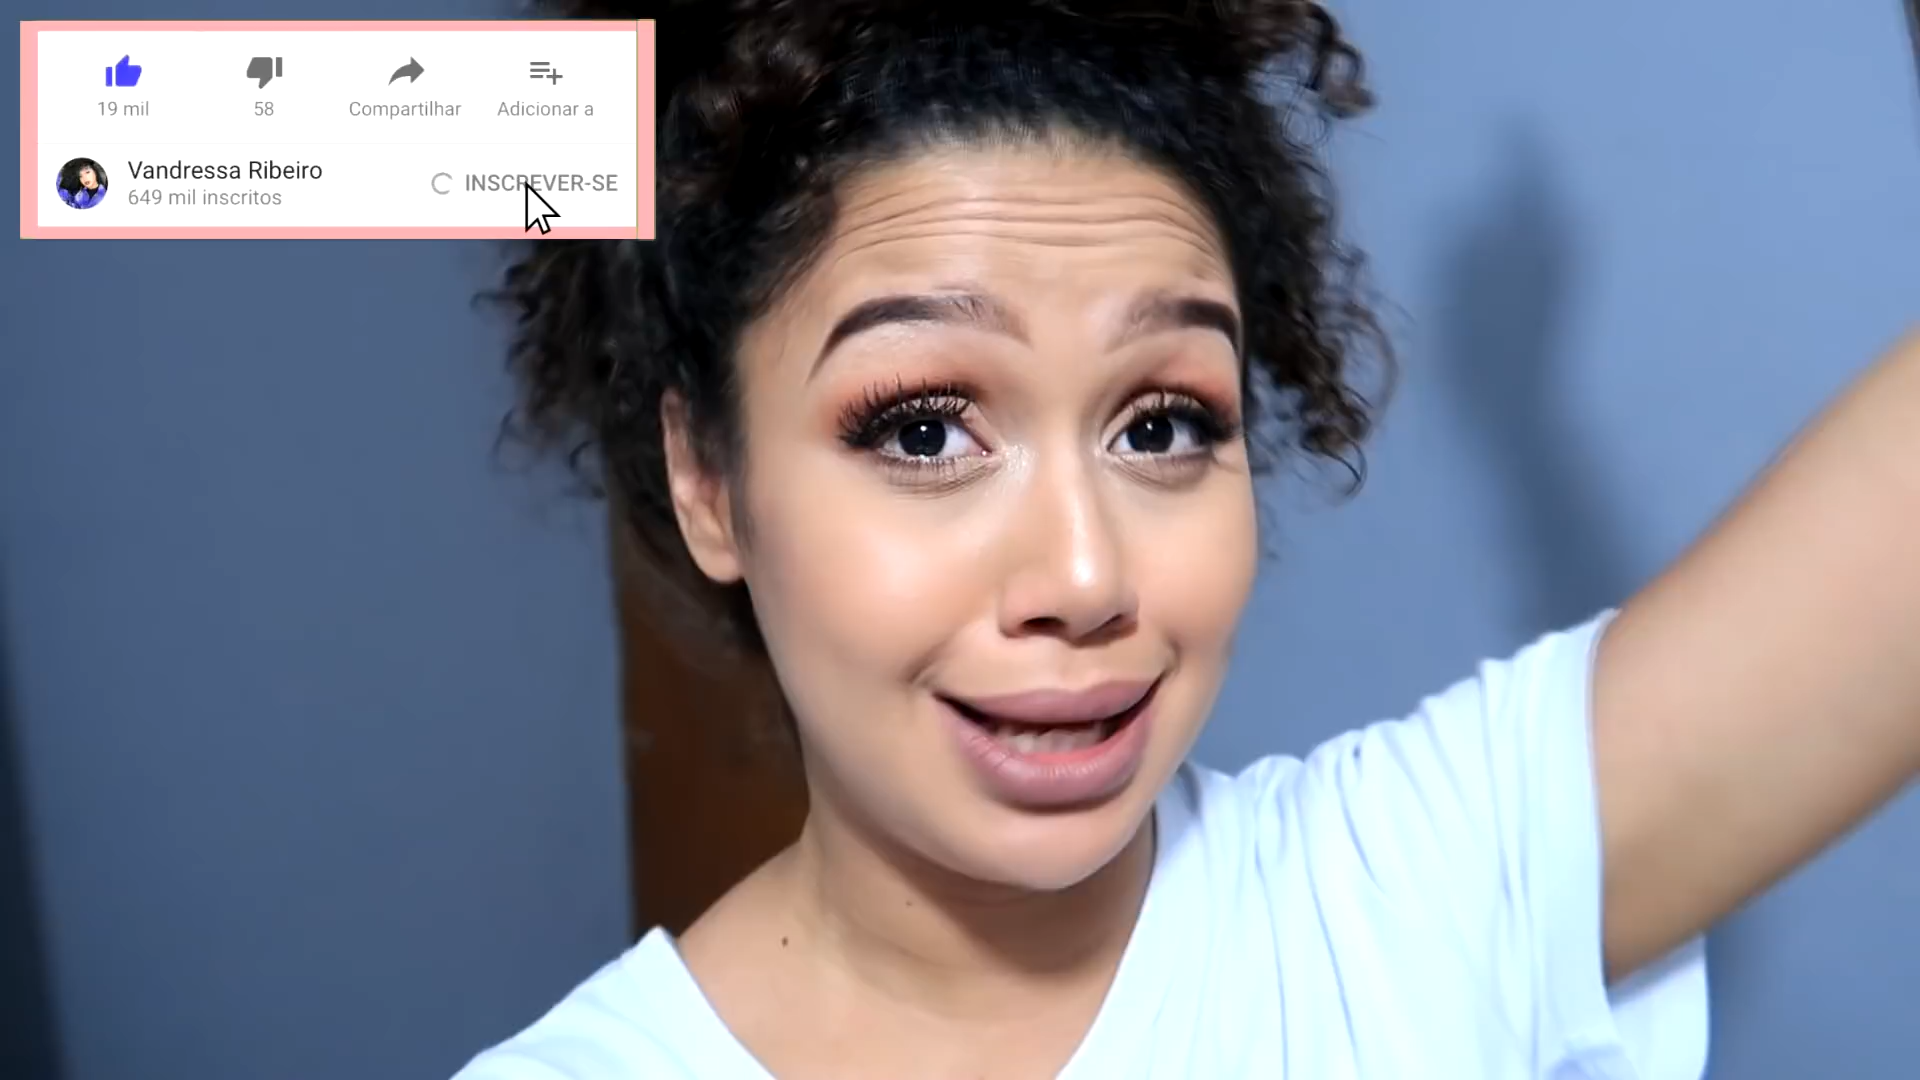 19 mil
58
Compartilhar
Adicionar a
Vandressa Ribeiro
649 mil inscritos
INSCREVER-SE